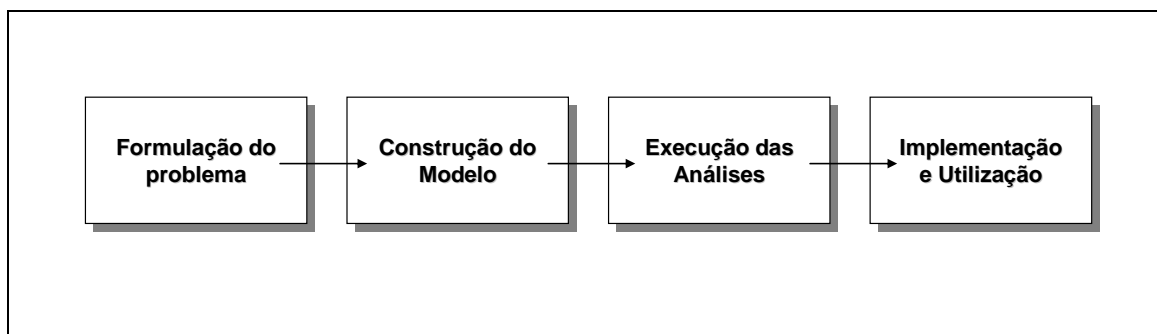 Formulação do
problema
Construção do
Modelo
Execução das
Análises
Implementação
e Utilização